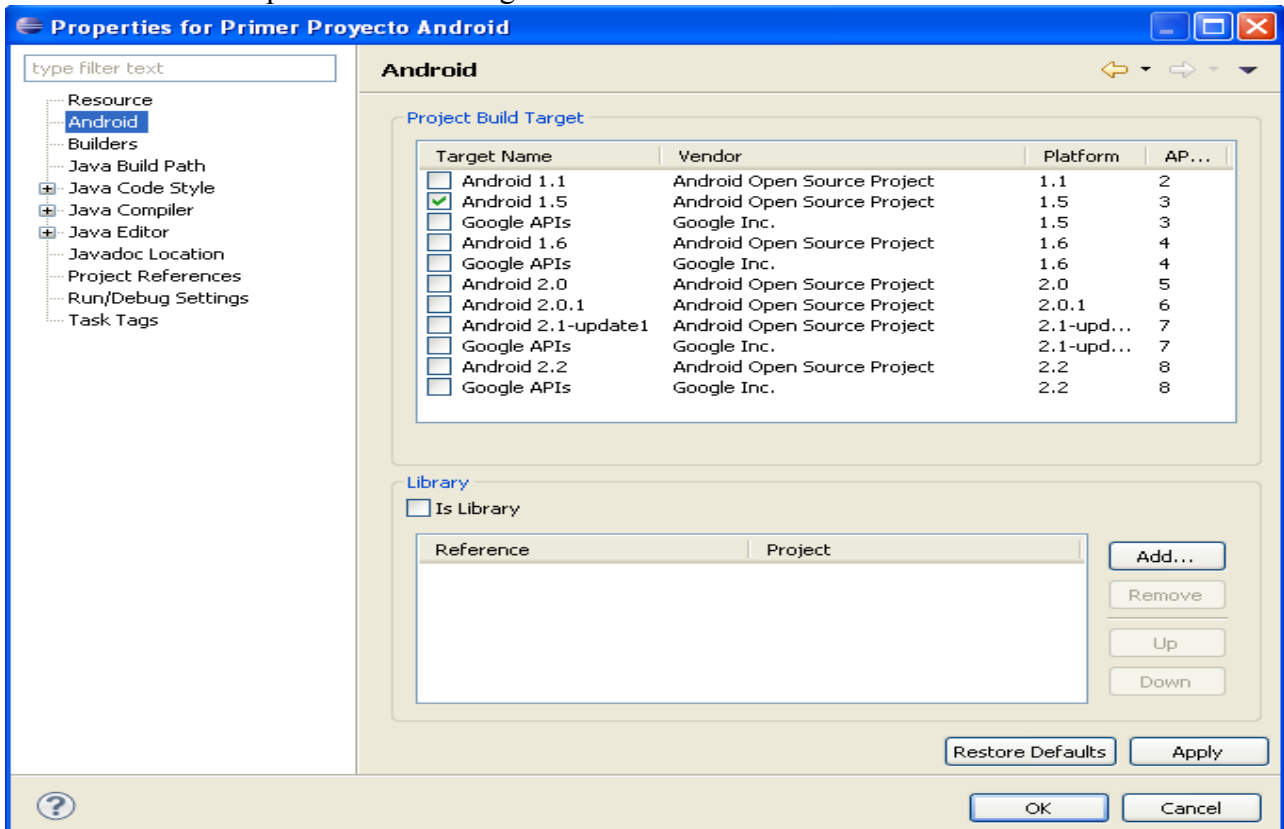 Properties for Primer Proyecto Android
type filter text
Resource
Android
Builders
Java Build Path
Java Code Style
Java Compiler
Java Editor
Javadoc Location
Project References
Run/Debug Settings
Task Tags
Android
Project Build Target
Target Name Vendor Platform AP...
Android 1.1 Android Open Source Project 1.1 2
Android 1.5 Android Open Source Project 1.5 3
Google APIs Google Inc. 1.5 3
Android 1.6 Android Open Source Project 1.6 4
Google APIs Google Inc. 1.6 4
Android 2.0 Android Open Source Project 2.0 5
Android 2.0.1 Android Open Source Project 2.0.1 6
Android 2.1-update1 Android Open Source Project 2.1-upd... 7
Google APIs Google Inc. 2.1-upd... 7
Android 2.2 Android Open Source Project 2.2 8
Google APIs Google Inc. 2.2 8
Library
Is Library
Reference Project
Add...
Remove
Up
Down
Restore Defaults Apply
OK Cancel